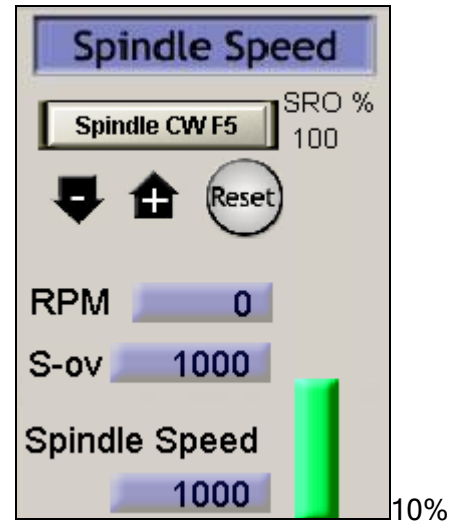 Spindle Speed
Spindle CW F5
SRO %
100
- + Reset
RPM 0
S-ov 1000
Spindle Speed
1000
10%